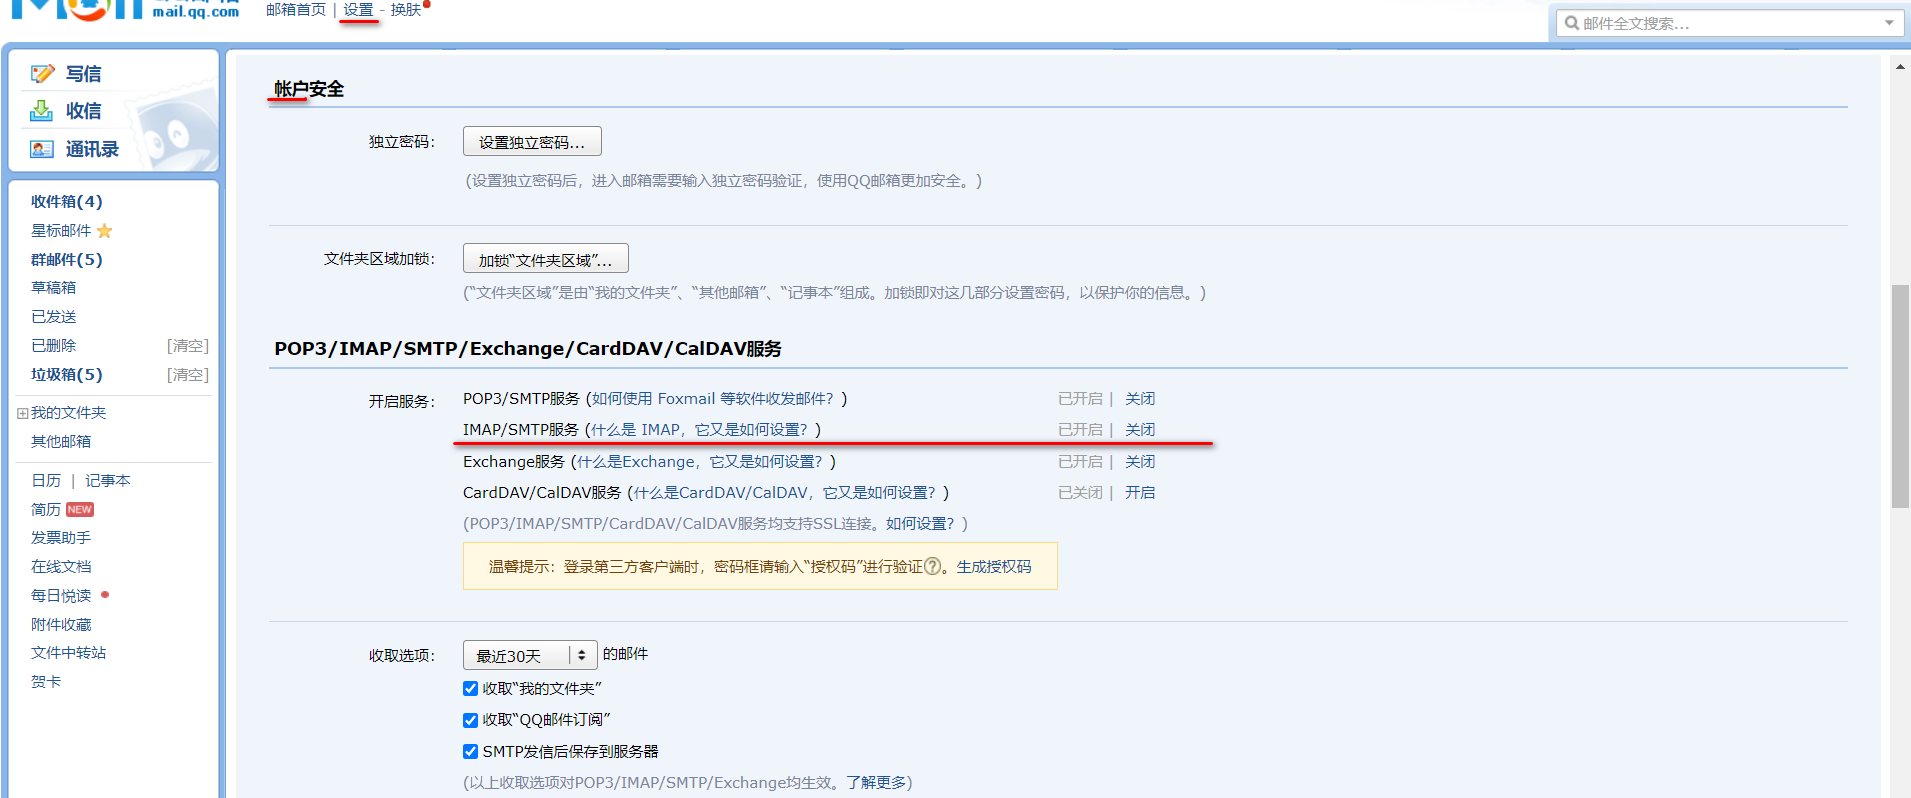 mail.qq.com
邮箱首页 | 设置 - 换肤
邮件全文搜索...
写信
收信
通讯录
收件箱(4)
星标邮件
群邮件(5)
草稿箱
已发送
已删除 [清空]
垃圾箱(5) [清空]
我的文件夹
其他邮箱
日历 | 记事本
简历 NEW
发票助手
在线文档
每日悦读
附件收藏
文件中转站
贺卡
帐户安全
独立密码： 设置独立密码...
(设置独立密码后，进入邮箱需要输入独立密码验证，使用QQ邮箱更加安全。)
文件夹区域加锁： 加锁“文件夹区域”...
(“文件夹区域”是由“我的文件夹”、“其他邮箱”、“记事本”组成。加锁即对这几部分设置密码，以保护你的信息。)
POP3/IMAP/SMTP/Exchange/CardDAV/CalDAV服务
开启服务： POP3/SMTP服务 (如何使用 Foxmail 等软件收发邮件？) 已开启 | 关闭
IMAP/SMTP服务 (什么是 IMAP，它又是如何设置？) 已开启 | 关闭
Exchange服务 (什么是Exchange，它又是如何设置？) 已开启 | 关闭
CardDAV/CalDAV服务 (什么是CardDAV/CalDAV，它又是如何设置？) 已关闭 | 开启
(POP3/IMAP/SMTP/CardDAV/CalDAV服务均支持SSL连接。如何设置？)
温馨提示：登录第三方客户端时，密码框请输入“授权码”进行验证?。生成授权码
收取选项： 最近30天 的邮件
收取“我的文件夹”
收取“QQ邮件订阅”
SMTP发信后保存到服务器
(以上收取选项对POP3/IMAP/SMTP/Exchange均生效。了解更多)